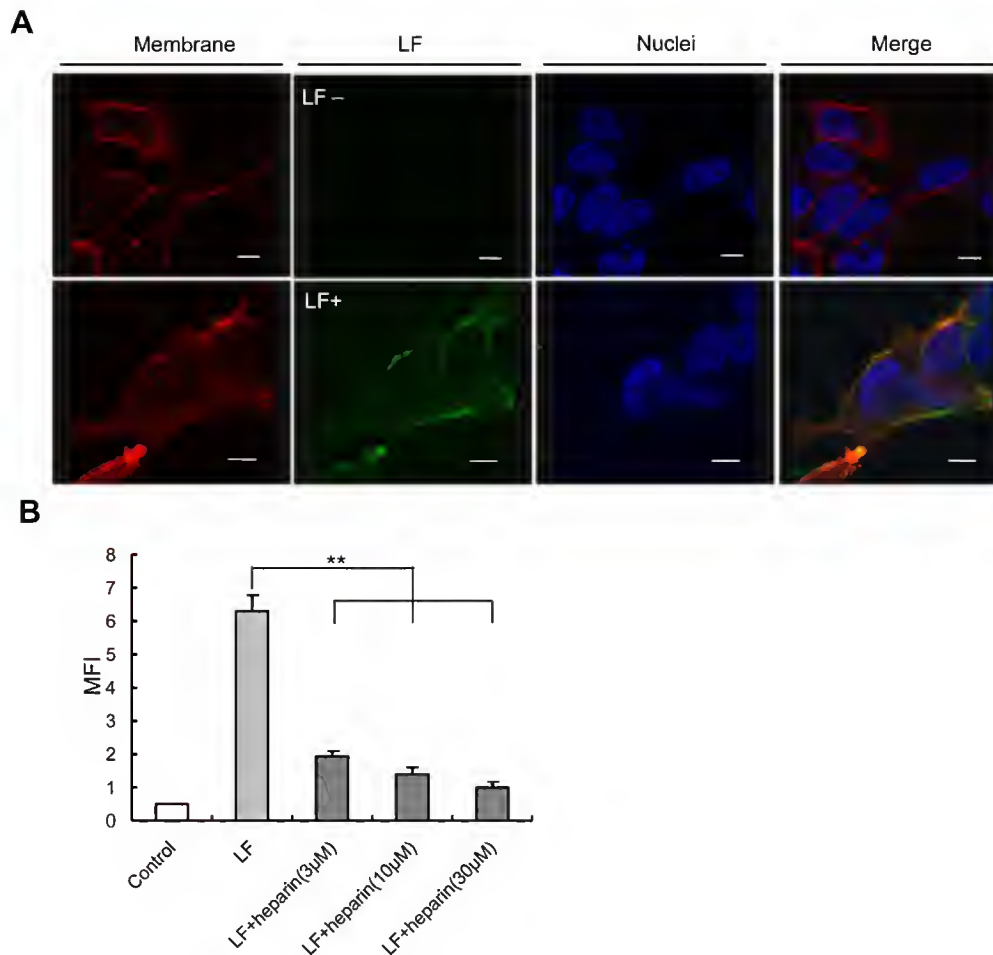 A
Membrane LF Nuclei Merge
LF –
LF+
B
8
7
6
5
4
3
2
1
0
MFI
**
Control
LF
LF+heparin(3µM)
LF+heparin(10µM)
LF+heparin(30µM)